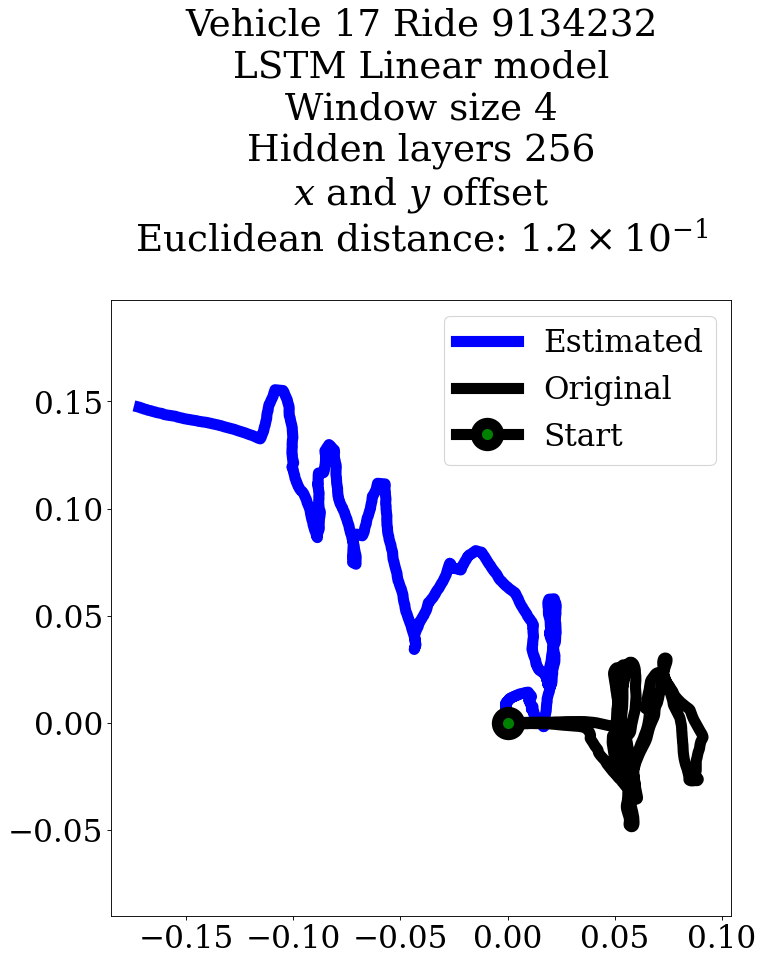 Vehicle 17 Ride 9134232
LSTM Linear model
Window size 4
Hidden layers 256
x and y offset
Euclidean distance: 1.2 × 10⁻¹
Estimated
Original
Start
0.15
0.10
0.05
0.00
−0.05
−0.15 −0.10 −0.05 0.00 0.05 0.10